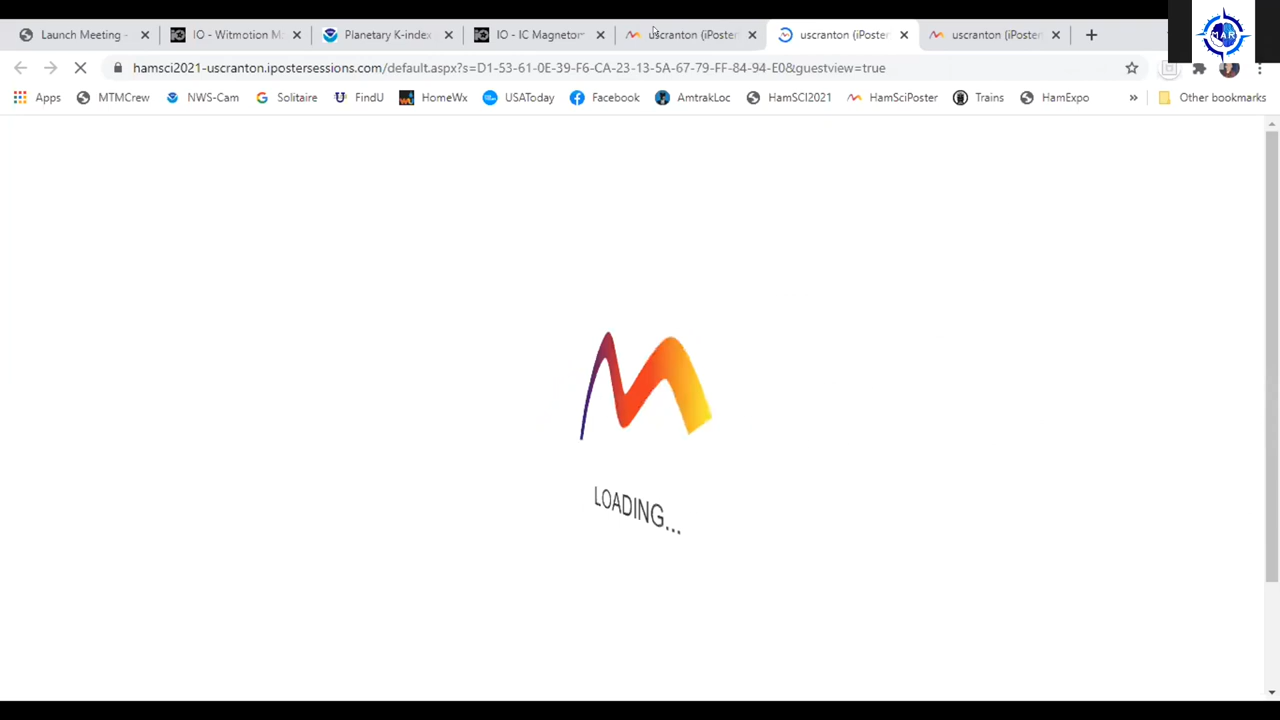 Launch Meeting -
IO - Witmotion M
Planetary K-index
IO - IC Magneto
uscranton (iPoster
uscranton (iPoster
uscranton (iPoster
hamsci2021-uscranton.ipostersessions.com/default.aspx?s=D1-53-61-0E-39-F6-CA-23-13-5A-67-79-FF-84-94-E0&guestview=true
Apps
MTMCrew
NWS-Cam
Solitaire
FindU
HomeWx
USAToday
Facebook
AmtrakLoc
HamSCI2021
HamSciPoster
Trains
HamExpo
»
Other bookmarks
LOADING...